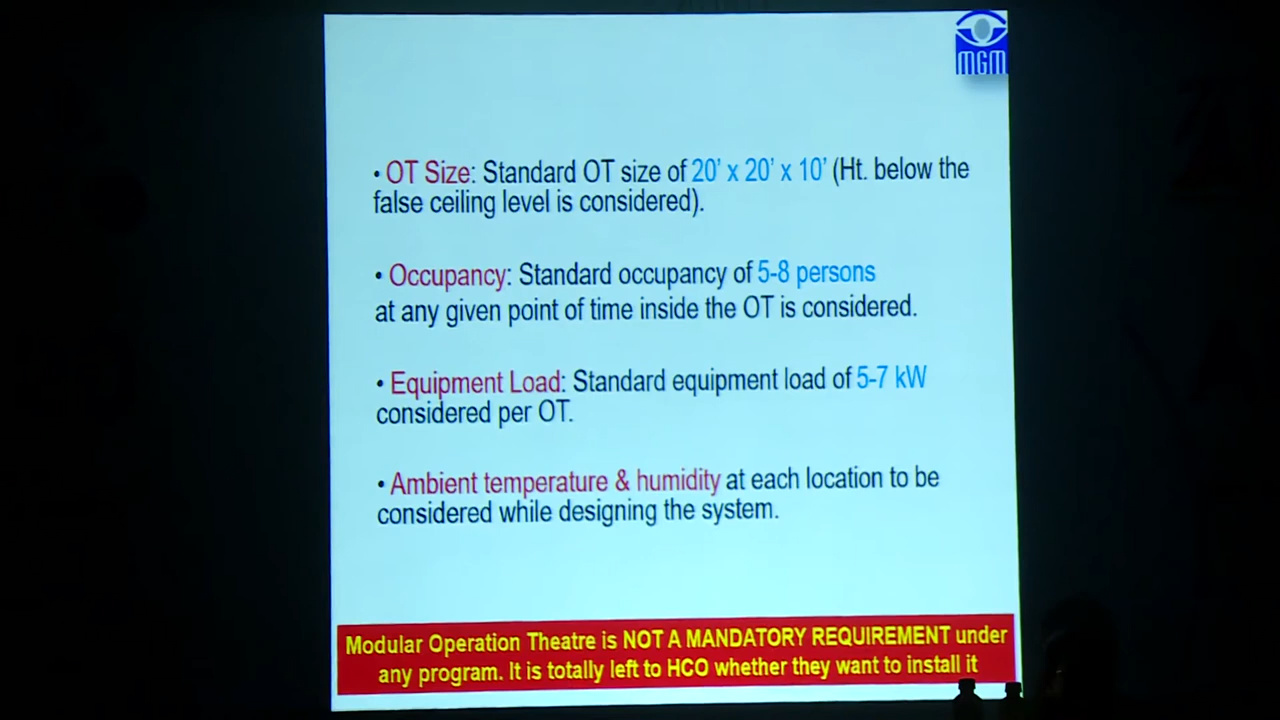 MGM
• OT Size: Standard OT size of 20' x 20' x 10' (Ht. below the
false ceiling level is considered).
• Occupancy: Standard occupancy of 5-8 persons
at any given point of time inside the OT is considered.
• Equipment Load: Standard equipment load of 5-7 kW
considered per OT.
• Ambient temperature & humidity at each location to be
considered while designing the system.
Modular Operation Theatre is NOT A MANDATORY REQUIREMENT under
any program. It is totally left to HCO whether they want to install it